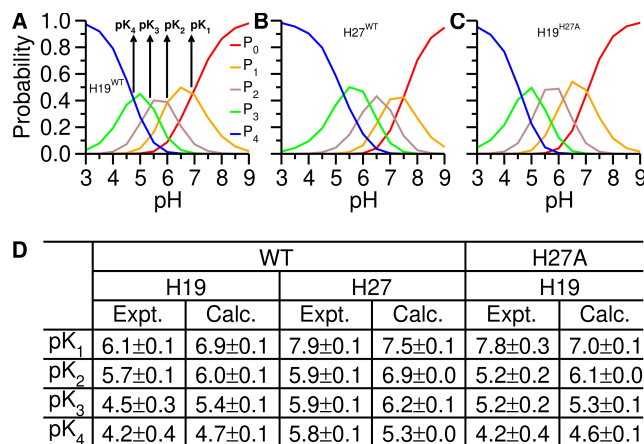 A pK4 pK3 pK2 pK1 B H27WT C H19H27A
H19WT
Probability
1.0
0.8
0.6
0.4
0.2
0.0
P0
P1
P2
P3
P4
3 4 5 6 7 8 9 3 4 5 6 7 8 9 3 4 5 6 7 8 9
pH pH pH
D WT H27A
H19 H27 H19
Expt. Calc. Expt. Calc. Expt. Calc.
pK1 6.1±0.1 6.9±0.1 7.9±0.1 7.5±0.1 7.8±0.3 7.0±0.1
pK2 5.7±0.1 6.0±0.1 5.9±0.1 6.9±0.0 5.2±0.2 6.1±0.0
pK3 4.5±0.3 5.4±0.1 5.9±0.1 6.2±0.1 5.2±0.2 5.3±0.1
pK4 4.2±0.4 4.7±0.1 5.8±0.1 5.3±0.0 4.2±0.4 4.6±0.1